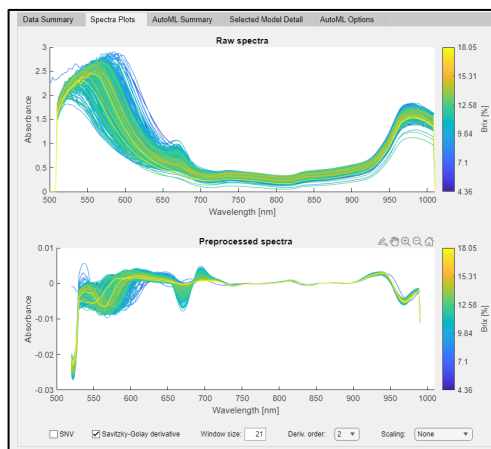 Data Summary Spectra Plots AutoML Summary Selected Model Detail AutoML Options
Raw spectra
3
2.5
2
1.5
1
0.5
0
Absorbance
500 550 600 650 700 750 800 850 900 950 1000
Wavelength [nm]
18.05
15.31
12.58
9.84
7.1
4.36
Brix [%]
Preprocessed spectra
0.01
0
-0.01
-0.02
-0.03
Absorbance
500 550 600 650 700 750 800 850 900 950 1000
Wavelength [nm]
18.05
15.31
12.58
9.84
7.1
4.36
Brix [%]
SNV Savitzky-Golay derivative Window size: 21 Deriv. order: 2 Scaling: None